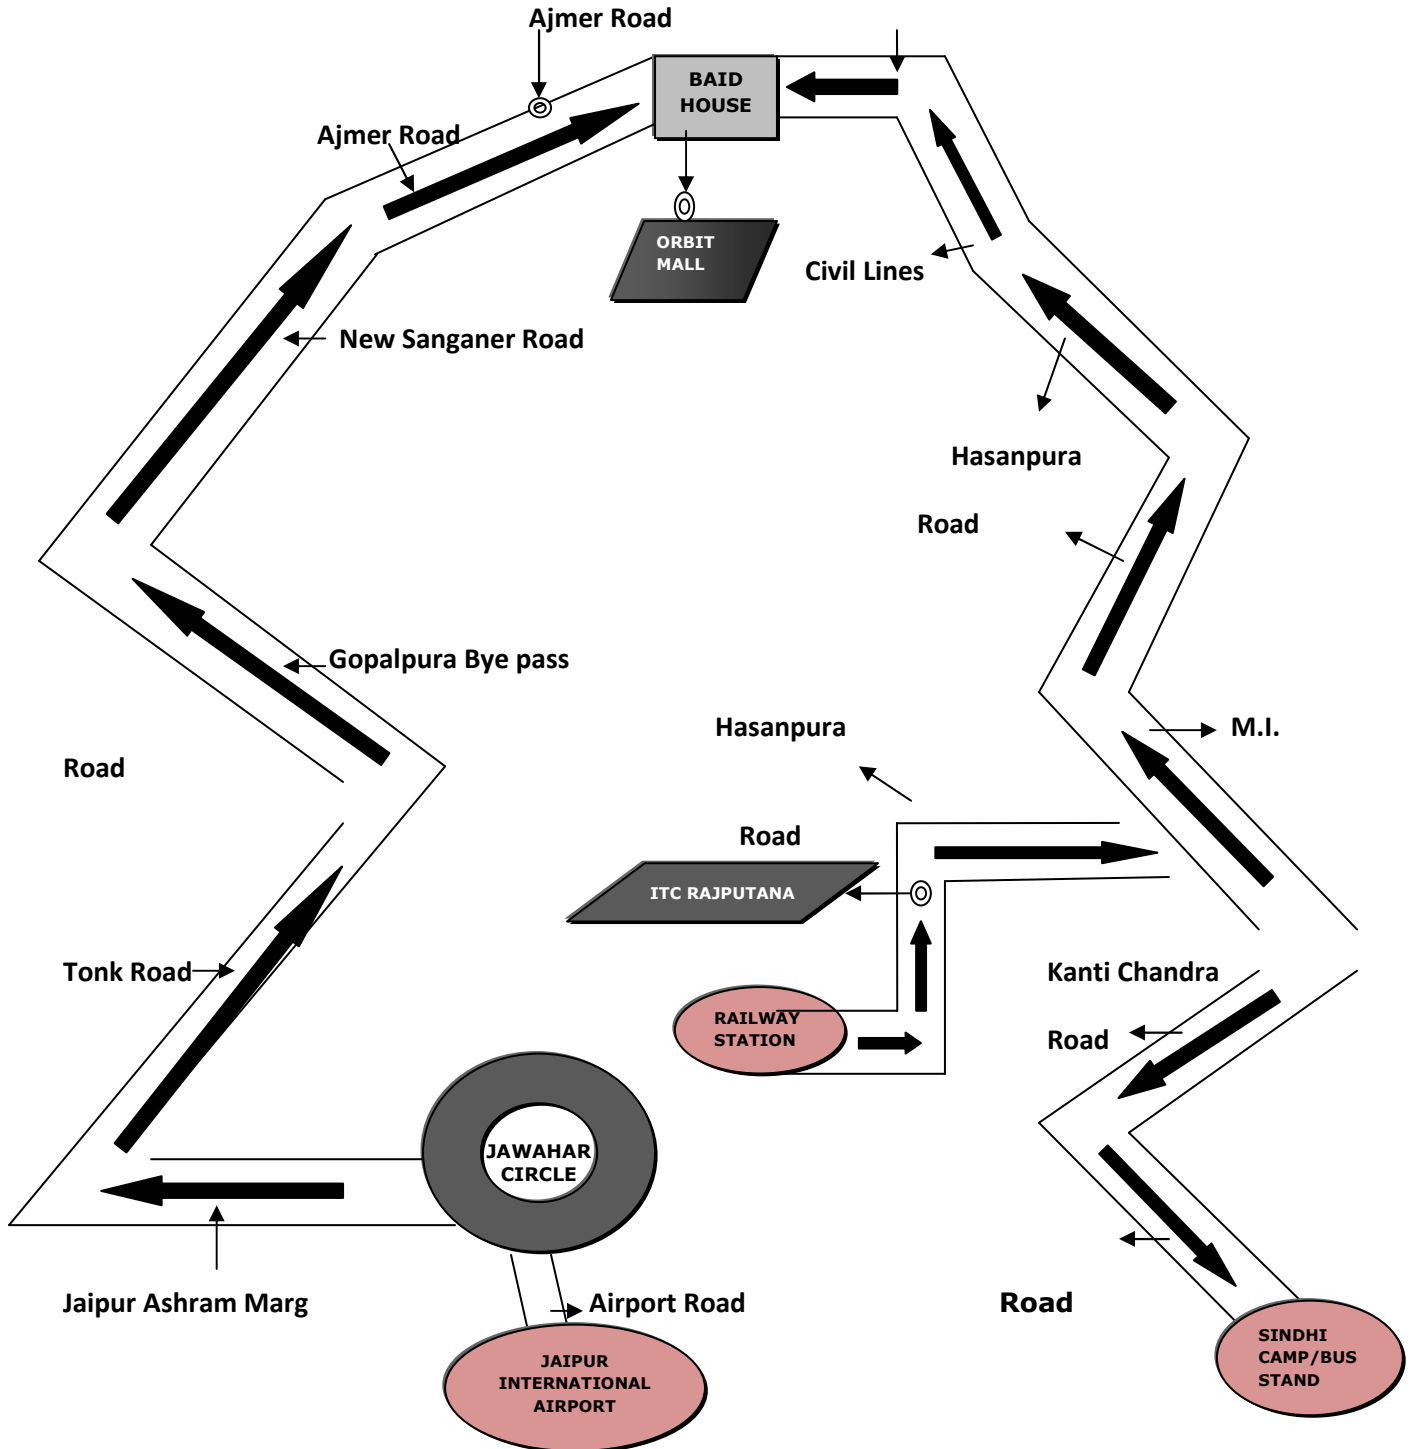 Ajmer Road
BAID
HOUSE
Ajmer Road
ORBIT
MALL
Civil Lines
New Sanganer Road
Hasanpura
Road
Gopalpura Bye pass
Hasanpura
M.I.
Road
Road
ITC RAJPUTANA
Tonk Road
Kanti Chandra
Road
RAILWAY
STATION
JAWAHAR
CIRCLE
Jaipur Ashram Marg
Airport Road
Road
SINDHI
CAMP/BUS
STAND
JAIPUR
INTERNATIONAL
AIRPORT